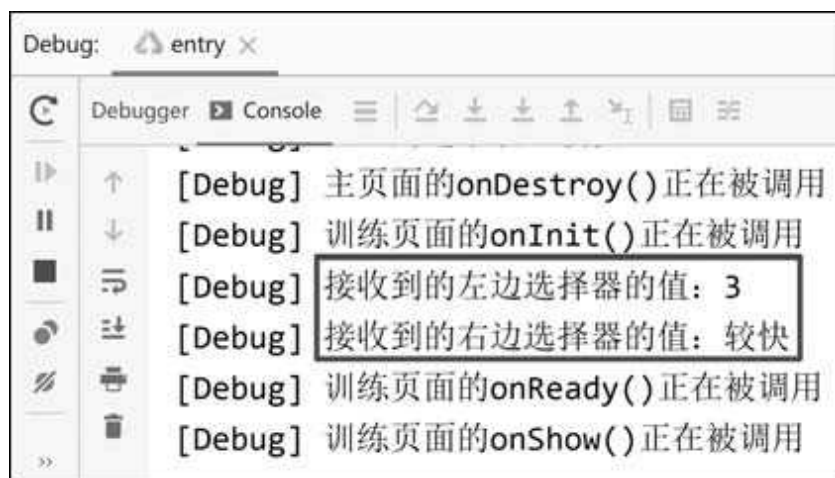 Debug: entry
Debugger Console
[Debug] 主页面的onDestroy()正在被调用
[Debug] 训练页面的onInit()正在被调用
[Debug] 接收到的左边选择器的值：3
[Debug] 接收到的右边选择器的值：较快
[Debug] 训练页面的onReady()正在被调用
[Debug] 训练页面的onShow()正在被调用